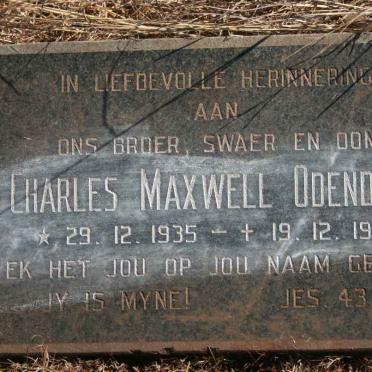 IN LIEFDEVOLLE HERINNERING
AAN
ONS BROER, SWAER EN OOM
CHARLES MAXWELL ODEND
★ 29. 12. 1935 – + 19. 12. 19
EK HET JOU OP JOU NAAM GE
JY IS MYNE! JES. 43